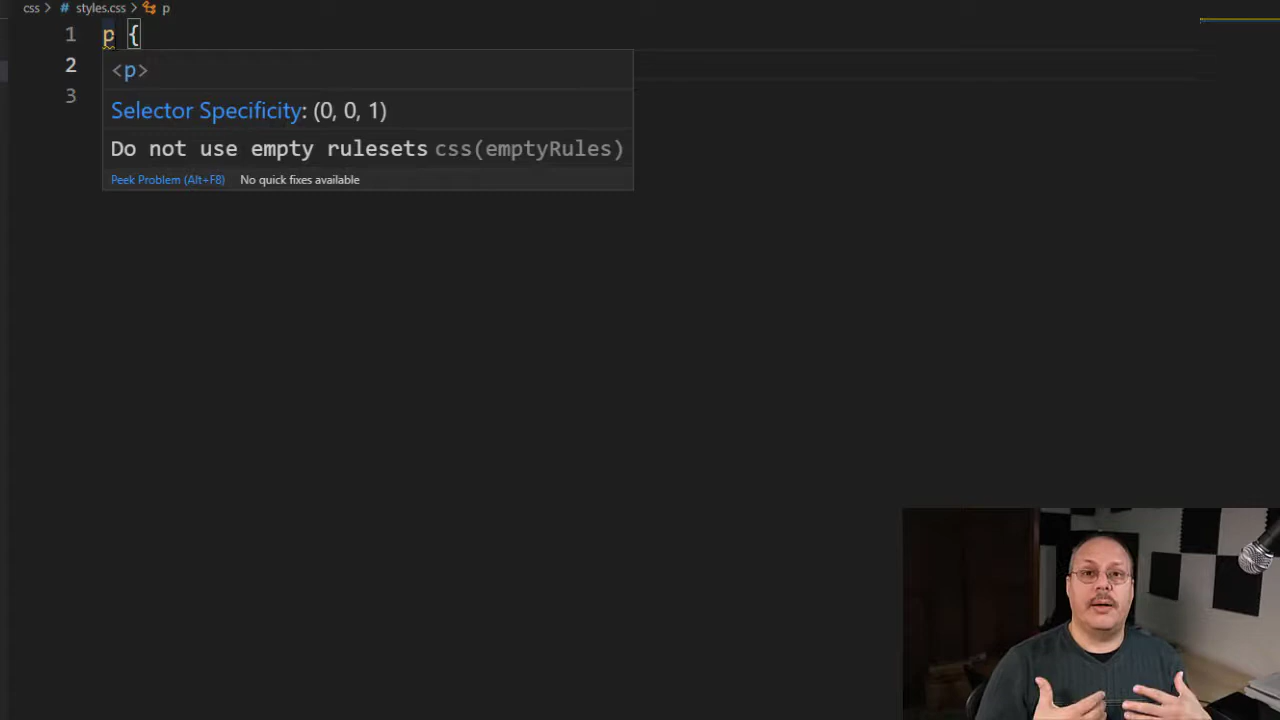 css > # styles.css > p
1 p {
<p>
2
Selector Specificity: (0, 0, 1)
3
Do not use empty rulesets css(emptyRules)
Peek Problem (Alt+F8) No quick fixes available